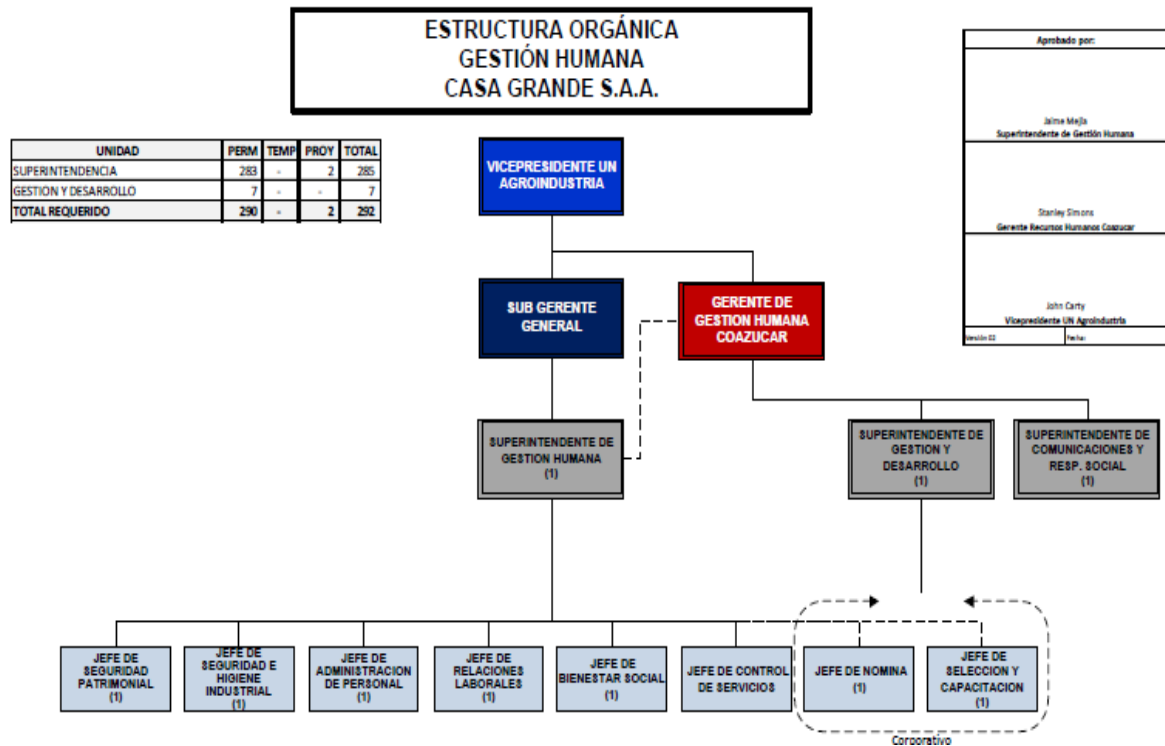 ESTRUCTURA ORGÁNICA
GESTIÓN HUMANA
CASA GRANDE S.A.A.
Aprobado por:
Jaime Mejía
Superintendente de Gestión Humana
Stanley Simons
Gerente Recursos Humanos Coazucar
John Carty
Vicepresidente UN Agroindustria
Versión 02 Fecha:
UNIDAD PERM TEMP PROY TOTAL
SUPERINTENDENCIA 283 - 2 285
GESTION Y DESARROLLO 7 - - 7
TOTAL REQUERIDO 290 - 2 292
VICEPRESIDENTE UN
AGROINDUSTRIA
SUB GERENTE
GENERAL
GERENTE DE
GESTION HUMANA
COAZUCAR
SUPERINTENDENTE DE
GESTION HUMANA
(1)
SUPERINTENDENTE DE
GESTION Y
DESARROLLO
(1)
SUPERINTENDENTE DE
COMUNICACIONES Y
RESP. SOCIAL
(1)
JEFE DE
SEGURIDAD
PATRIMONIAL
(1)
JEFE DE
SEGURIDAD E
HIGIENE
INDUSTRIAL
(1)
JEFE DE
ADMINISTRACION
DE PERSONAL
(1)
JEFE DE
RELACIONES
LABORALES
(1)
JEFE DE
BIENESTAR SOCIAL
(1)
JEFE DE CONTROL
DE SERVICIOS
JEFE DE NOMINA
(1)
JEFE DE
SELECCION Y
CAPACITACION
(1)
Corporativo